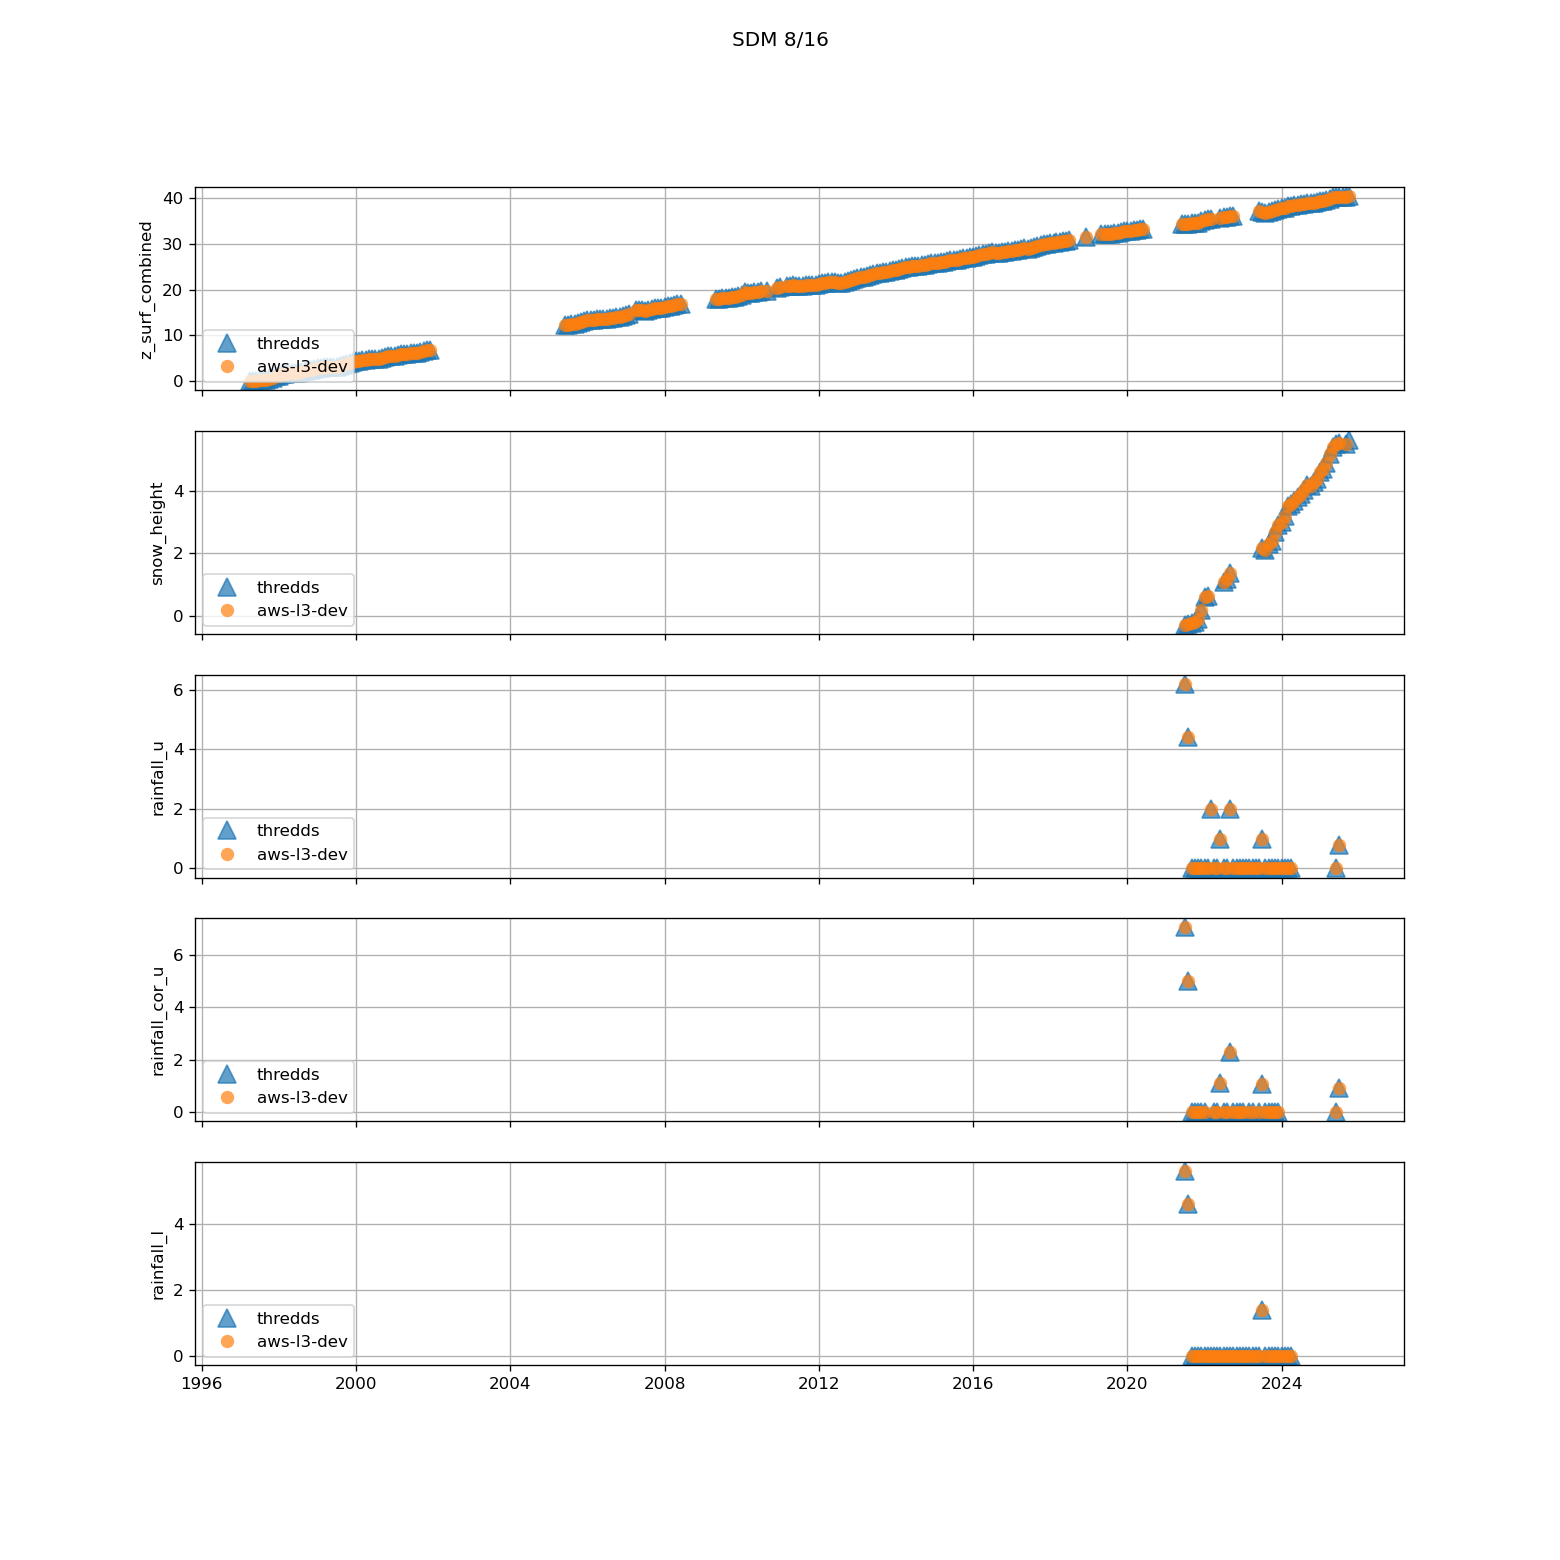 SDM 8/16
40
30
20
10
0
z_surf_combined
thredds
aws-l3-dev
4
2
0
snow_height
thredds
aws-l3-dev
6
4
2
0
rainfall_u
thredds
aws-l3-dev
6
4
2
0
rainfall_cor_u
thredds
aws-l3-dev
4
2
0
rainfall_l
thredds
aws-l3-dev
1996 2000 2004 2008 2012 2016 2020 2024